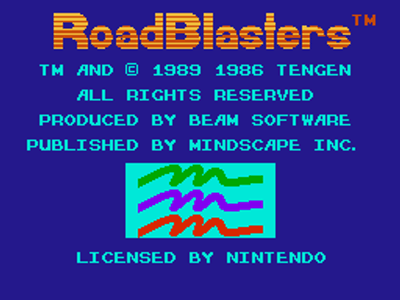 RoadBlasters™
TM AND © 1989 1986 TENGEN
ALL RIGHTS RESERVED
PRODUCED BY BEAM SOFTWARE
PUBLISHED BY MINDSCAPE INC.
LICENSED BY NINTENDO